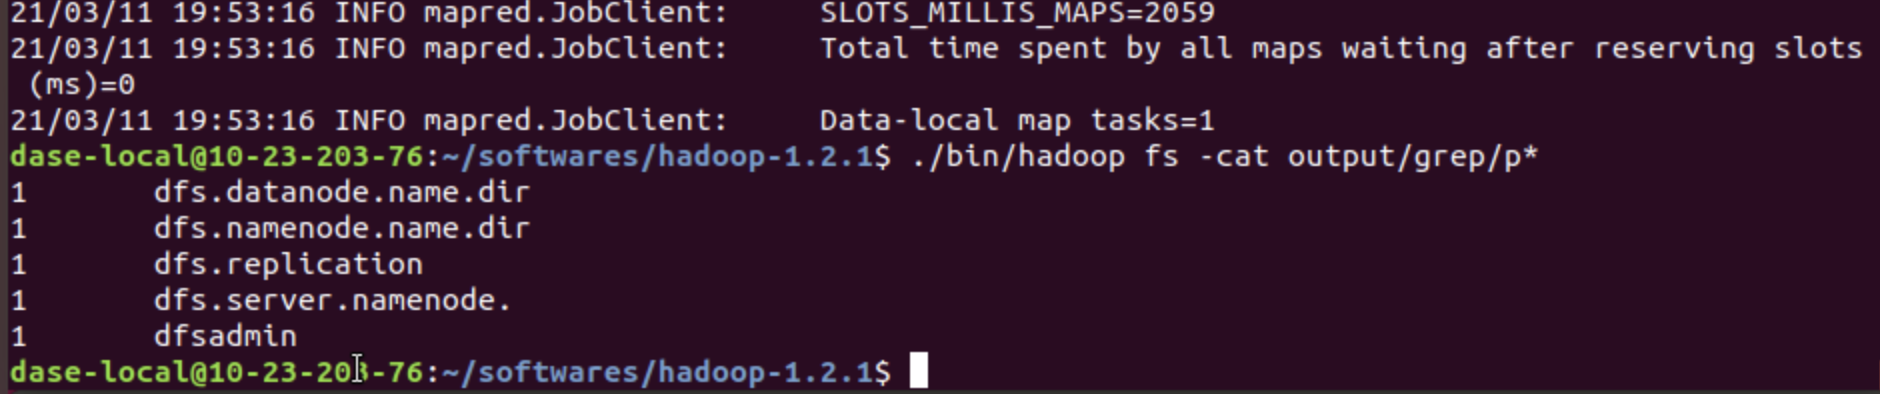 21/03/11 19:53:16 INFO mapred.JobClient:     SLOTS_MILLIS_MAPS=2059
21/03/11 19:53:16 INFO mapred.JobClient:     Total time spent by all maps waiting after reserving slots
 (ms)=0
21/03/11 19:53:16 INFO mapred.JobClient:     Data-local map tasks=1
dase-local@10-23-203-76:~/softwares/hadoop-1.2.1$ ./bin/hadoop fs -cat output/grep/p*
1       dfs.datanode.name.dir
1       dfs.namenode.name.dir
1       dfs.replication
1       dfs.server.namenode.
1       dfsadmin
dase-local@10-23-203-76:~/softwares/hadoop-1.2.1$